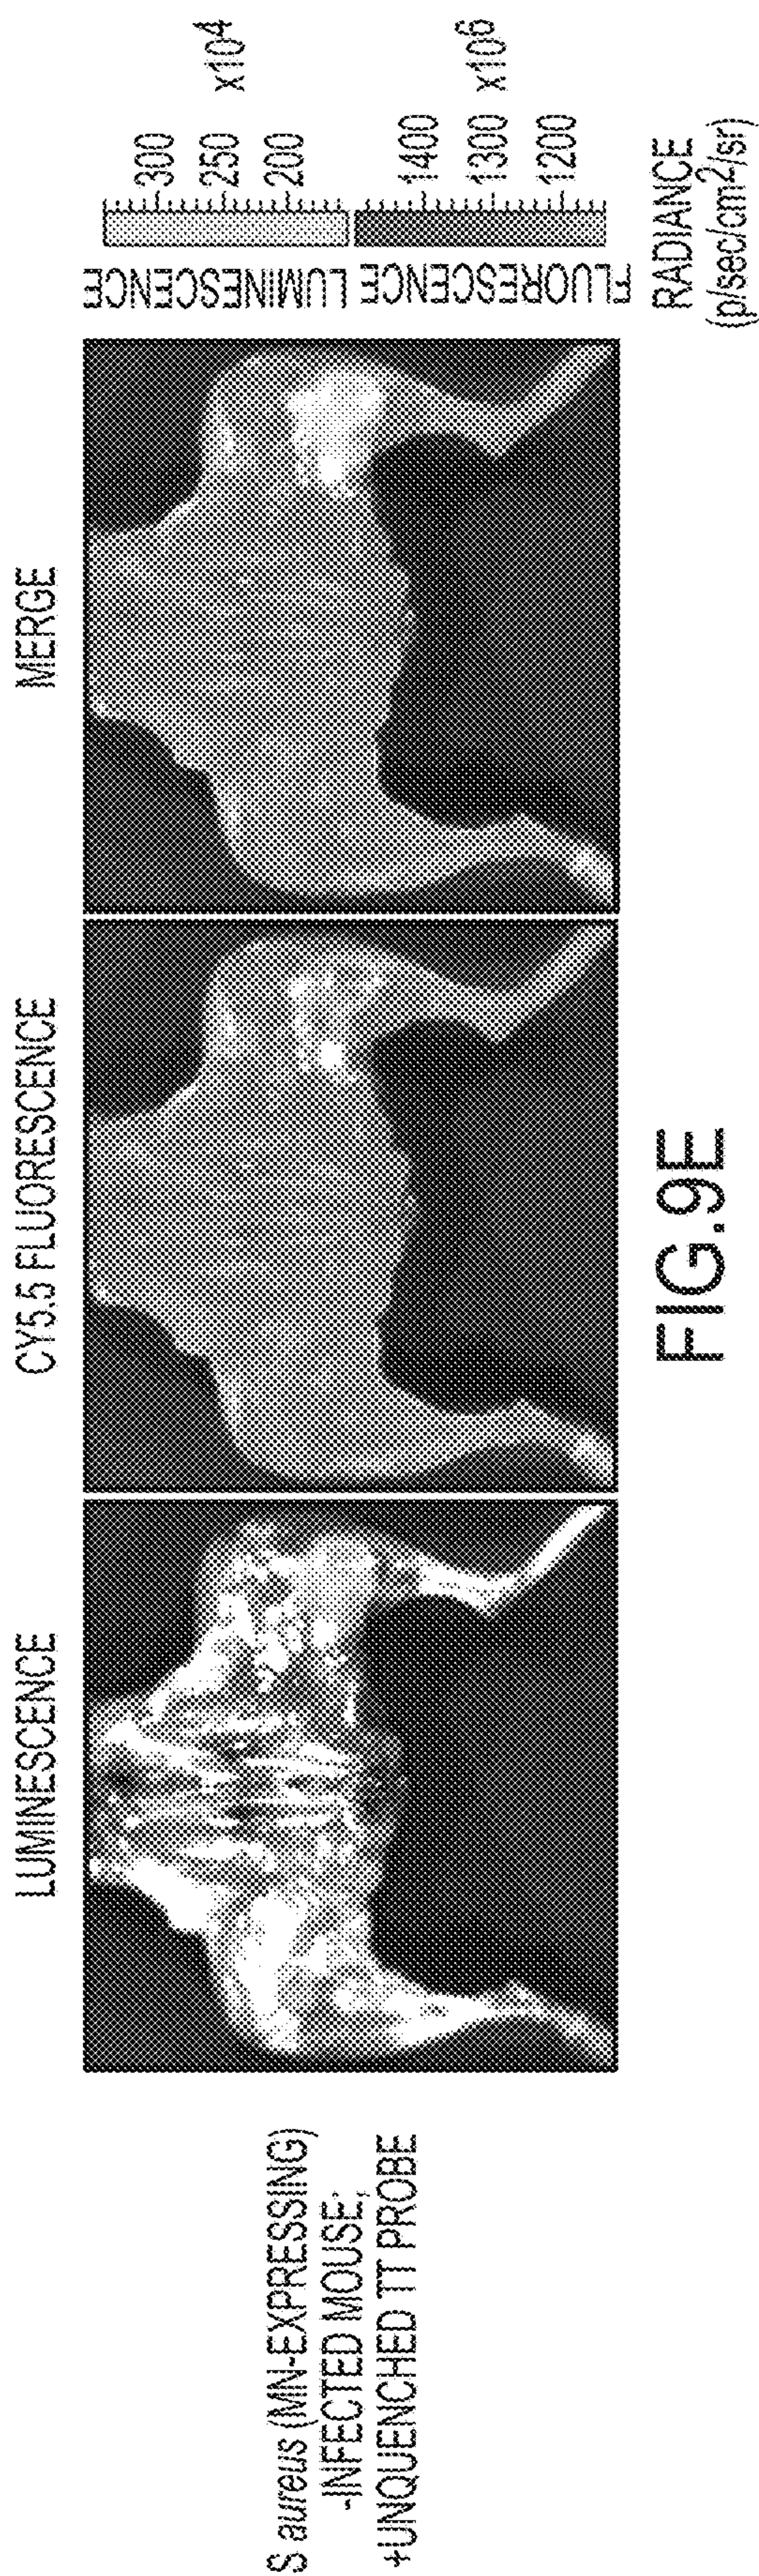 LUMINESCENCE
CY5.5 FLUORESCENCE
MERGE
S aureus (MN-EXPRESSING)
-INFECTED MOUSE;
+UNQUENCHED TT PROBE
LUMINESCENCE
300
250
200
x10⁴
FLUORESCENCE
1400
1300
1200
x10⁶
RADIANCE
(p/sec/cm²/sr)
FIG.9E